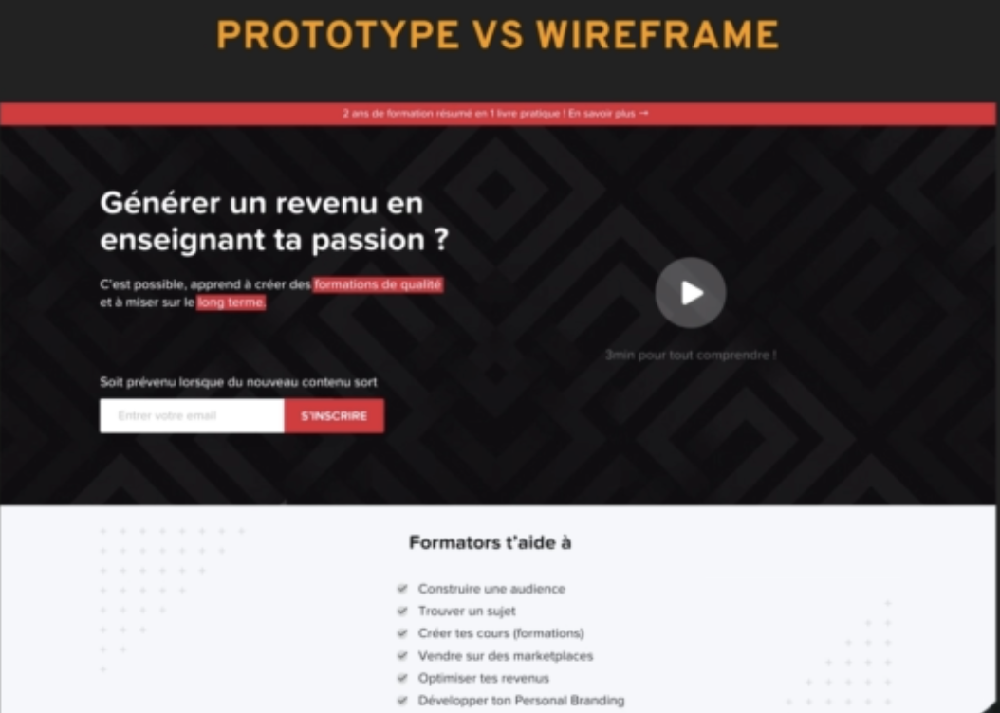 PROTOTYPE VS WIREFRAME
2 ans de formation résumé en 1 livre pratique ! En savoir plus →
Générer un revenu en
enseignant ta passion ?
C'est possible, apprend à créer des formations de qualité
et à miser sur le long terme.
3min pour tout comprendre !
Soit prévenu lorsque du nouveau contenu sort
Entrer votre email
S'INSCRIRE
Formators t'aide à
Construire une audience
Trouver un sujet
Créer tes cours (formations)
Vendre sur des marketplaces
Optimiser tes revenus
Développer ton Personal Branding